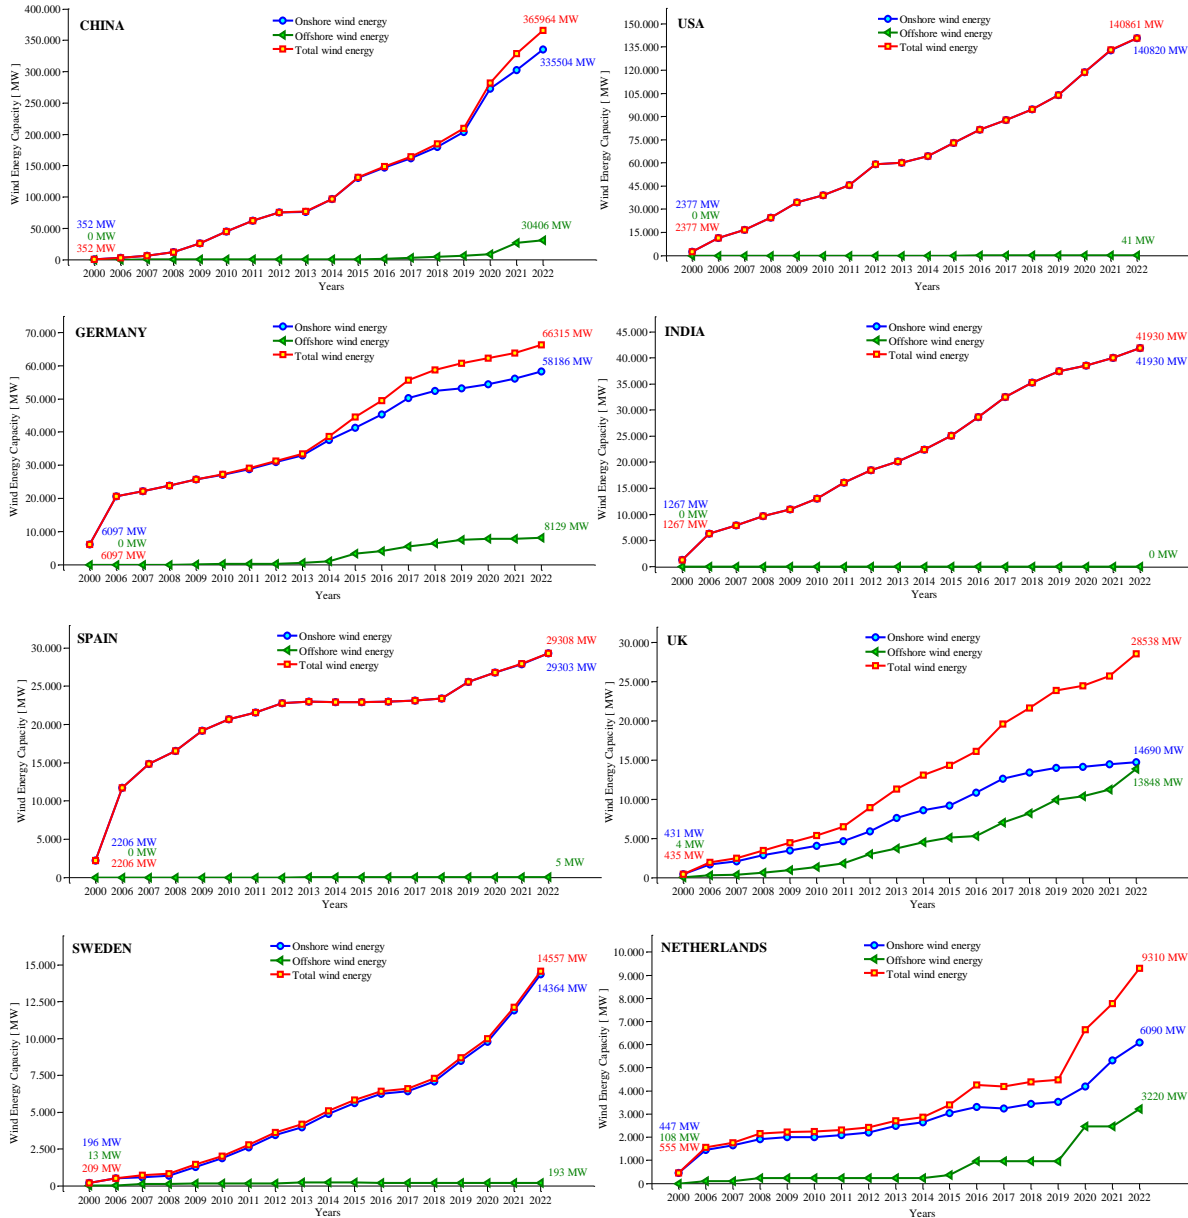 CHINA
Onshore wind energy
Offshore wind energy
Total wind energy
365964 MW
335504 MW
30406 MW
352 MW
0 MW
352 MW
Wind Energy Capacity [ MW ]
400.000
350.000
300.000
250.000
200.000
150.000
100.000
50.000
0
2000 2006 2007 2008 2009 2010 2011 2012 2013 2014 2015 2016 2017 2018 2019 2020 2021 2022
Years
USA
Onshore wind energy
Offshore wind energy
Total wind energy
140861 MW
140820 MW
41 MW
2377 MW
0 MW
2377 MW
Wind Energy Capacity [ MW ]
150.000
135.000
120.000
105.000
90.000
75.000
60.000
45.000
30.000
15.000
0
2000 2006 2007 2008 2009 2010 2011 2012 2013 2014 2015 2016 2017 2018 2019 2020 2021 2022
Years
GERMANY
Onshore wind energy
Offshore wind energy
Total wind energy
66315 MW
58186 MW
8129 MW
6097 MW
0 MW
6097 MW
Wind Energy Capacity [ MW ]
70.000
60.000
50.000
40.000
30.000
20.000
10.000
0
2000 2006 2007 2008 2009 2010 2011 2012 2013 2014 2015 2016 2017 2018 2019 2020 2021 2022
Years
INDIA
Onshore wind energy
Offshore wind energy
Total wind energy
41930 MW
41930 MW
0 MW
1267 MW
0 MW
1267 MW
Wind Energy Capacity [ MW ]
45.000
40.000
35.000
30.000
25.000
20.000
15.000
10.000
5.000
0
2000 2006 2007 2008 2009 2010 2011 2012 2013 2014 2015 2016 2017 2018 2019 2020 2021 2022
Years
SPAIN
Onshore wind energy
Offshore wind energy
Total wind energy
29308 MW
29303 MW
5 MW
2206 MW
0 MW
2206 MW
Wind Energy Capacity [ MW ]
30.000
25.000
20.000
15.000
10.000
5.000
0
2000 2006 2007 2008 2009 2010 2011 2012 2013 2014 2015 2016 2017 2018 2019 2020 2021 2022
Years
UK
Onshore wind energy
Offshore wind energy
Total wind energy
28538 MW
14690 MW
13848 MW
431 MW
4 MW
435 MW
Wind Energy Capacity [ MW ]
30.000
25.000
20.000
15.000
10.000
5.000
0
2000 2006 2007 2008 2009 2010 2011 2012 2013 2014 2015 2016 2017 2018 2019 2020 2021 2022
Years
SWEDEN
Onshore wind energy
Offshore wind energy
Total wind energy
14557 MW
14364 MW
193 MW
196 MW
13 MW
209 MW
Wind Energy Capacity [ MW ]
15.000
12.500
10.000
7.500
5.000
2.500
0
2000 2006 2007 2008 2009 2010 2011 2012 2013 2014 2015 2016 2017 2018 2019 2020 2021 2022
Years
NETHERLANDS
Onshore wind energy
Offshore wind energy
Total wind energy
9310 MW
6090 MW
3220 MW
447 MW
108 MW
555 MW
Wind Energy Capacity [ MW ]
10.000
9.000
8.000
7.000
6.000
5.000
4.000
3.000
2.000
1.000
0
2000 2006 2007 2008 2009 2010 2011 2012 2013 2014 2015 2016 2017 2018 2019 2020 2021 2022
Years